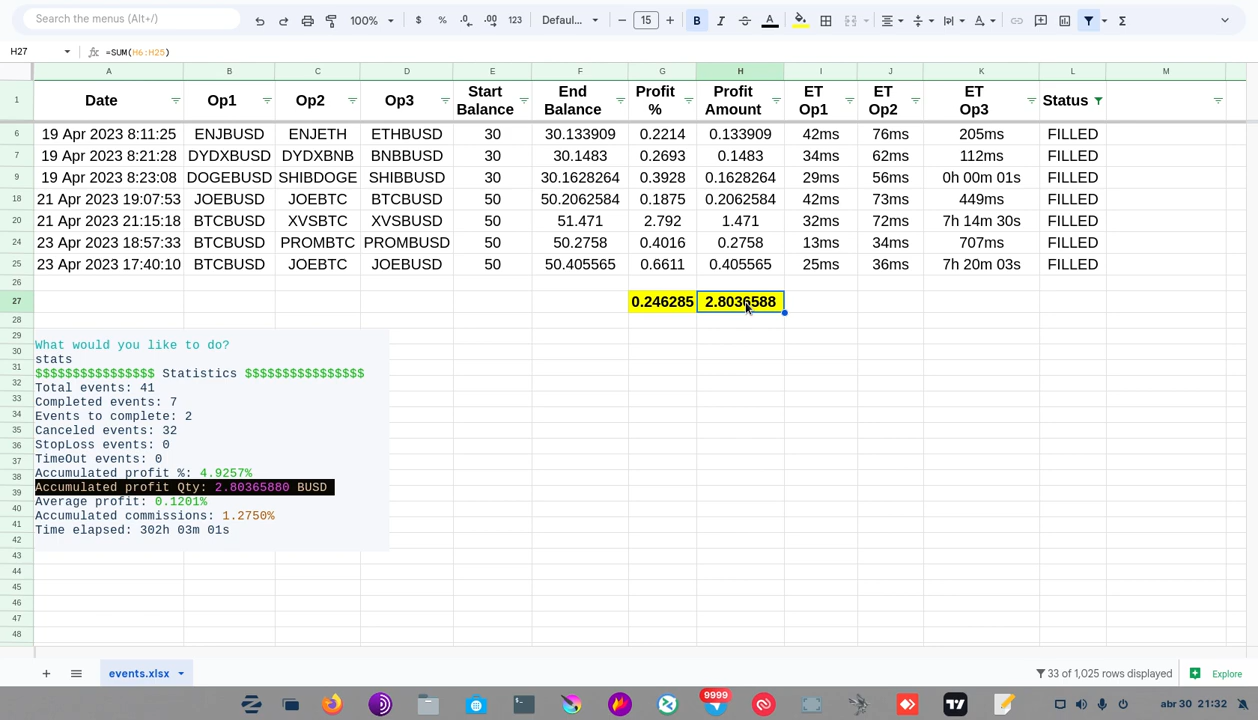 Search the menus (Alt+/)
100%
$ % .0 .00 123 Defaul... 15 B I A
H27 fx =SUM(H6:H25)
A B C D E F G H I J K L M
1 Date Op1 Op2 Op3 Start Balance End Balance Profit % Profit Amount ET Op1 ET Op2 ET Op3 Status
6 19 Apr 2023 8:11:25 ENJBUSD ENJETH ETHBUSD 30 30.133909 0.2214 0.133909 42ms 76ms 205ms FILLED
7 19 Apr 2023 8:21:28 DYDXBUSD DYDXBNB BNBBUSD 30 30.1483 0.2693 0.1483 34ms 62ms 112ms FILLED
9 19 Apr 2023 8:23:08 DOGEBUSD SHIBDOGE SHIBBUSD 30 30.1628264 0.3928 0.1628264 29ms 56ms 0h 00m 01s FILLED
18 21 Apr 2023 19:07:53 JOEBUSD JOEBTC BTCBUSD 50 50.2062584 0.1875 0.2062584 42ms 73ms 449ms FILLED
20 21 Apr 2023 21:15:18 BTCBUSD XVSBTC XVSBUSD 50 51.471 2.792 1.471 32ms 72ms 7h 14m 30s FILLED
24 23 Apr 2023 18:57:33 BTCBUSD PROMBTC PROMBUSD 50 50.2758 0.4016 0.2758 13ms 34ms 707ms FILLED
25 23 Apr 2023 17:40:10 BTCBUSD JOEBTC JOEBUSD 50 50.405565 0.6611 0.405565 25ms 36ms 7h 20m 03s FILLED
26
27 0.246285 2.8036588
28
29
30 What would you like to do?
31 stats
32 $$$$$$$$$$$$$$$$ Statistics $$$$$$$$$$$$$$$$
33 Total events: 41
34 Completed events: 7
35 Events to complete: 2
36 Canceled events: 32
37 StopLoss events: 0
38 TimeOut events: 0
39 Accumulated profit %: 4.9257%
40 Accumulated profit Qty: 2.80365880 BUSD
41 Average profit: 0.1201%
42 Accumulated commissions: 1.2750%
43 Time elapsed: 302h 03m 01s
44
45
46
47
48
events.xlsx
33 of 1,025 rows displayed
Explore
9999
abr 30 21:32